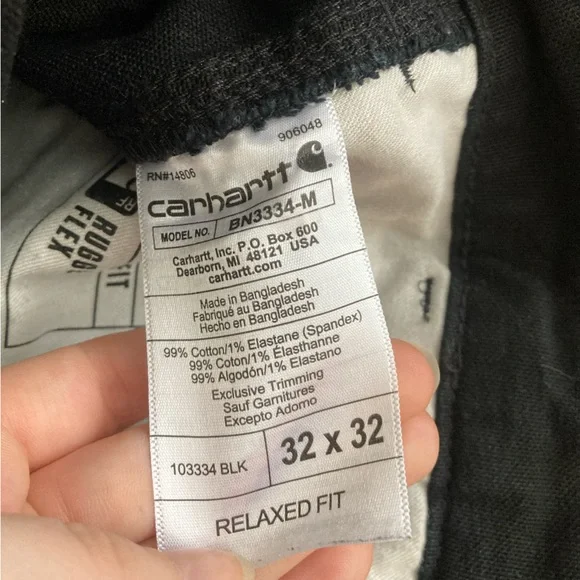 906048
RN#14806
carhartt
MODEL NO. BN3334-M
Carhartt, Inc. P.O. Box 600
Dearborn, MI 48121 USA
carhartt.com
Made in Bangladesh
Fabriqué au Bangladesh
Hecho en Bangladesh
99% Cotton/1% Elastane (Spandex)
99% Coton/1% Élasthanne
99% Algodón/1% Elastano
Exclusive Trimming
Sauf Garnitures
Excepto Adorno
103334 BLK
32 x 32
RELAXED FIT
RF
FLEX